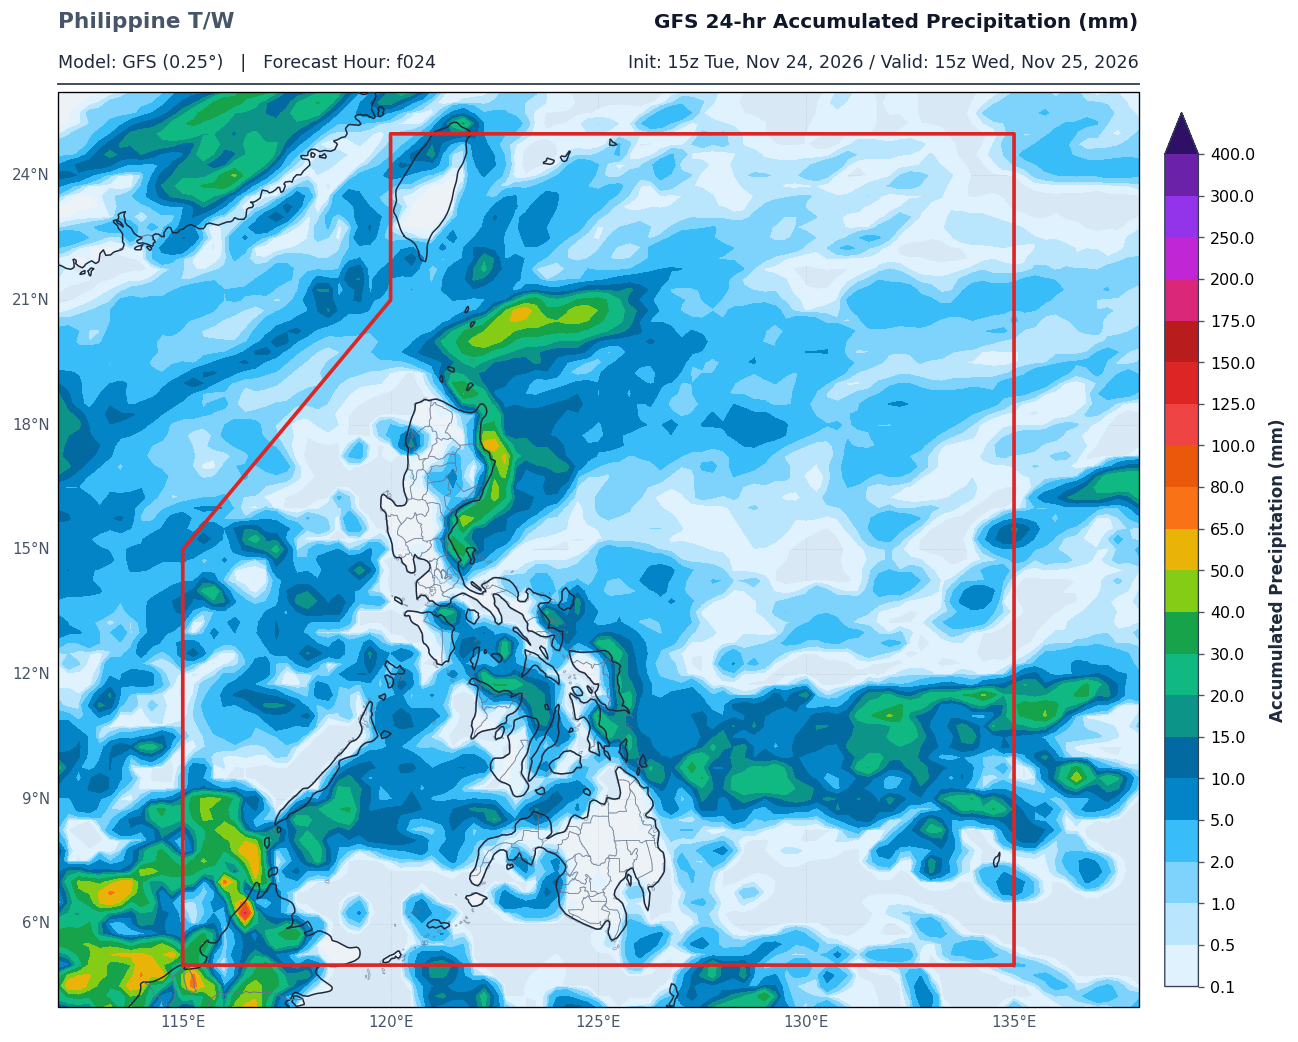 Philippine T/W
GFS 24-hr Accumulated Precipitation (mm)
Model: GFS (0.25°) | Forecast Hour: f024
Init: 15z Tue, Nov 24, 2026 / Valid: 15z Wed, Nov 25, 2026
24°N
21°N
18°N
15°N
12°N
9°N
6°N
115°E
120°E
125°E
130°E
135°E
400.0
300.0
250.0
200.0
175.0
150.0
125.0
100.0
80.0
65.0
50.0
40.0
30.0
20.0
15.0
10.0
5.0
2.0
1.0
0.5
0.1
Accumulated Precipitation (mm)